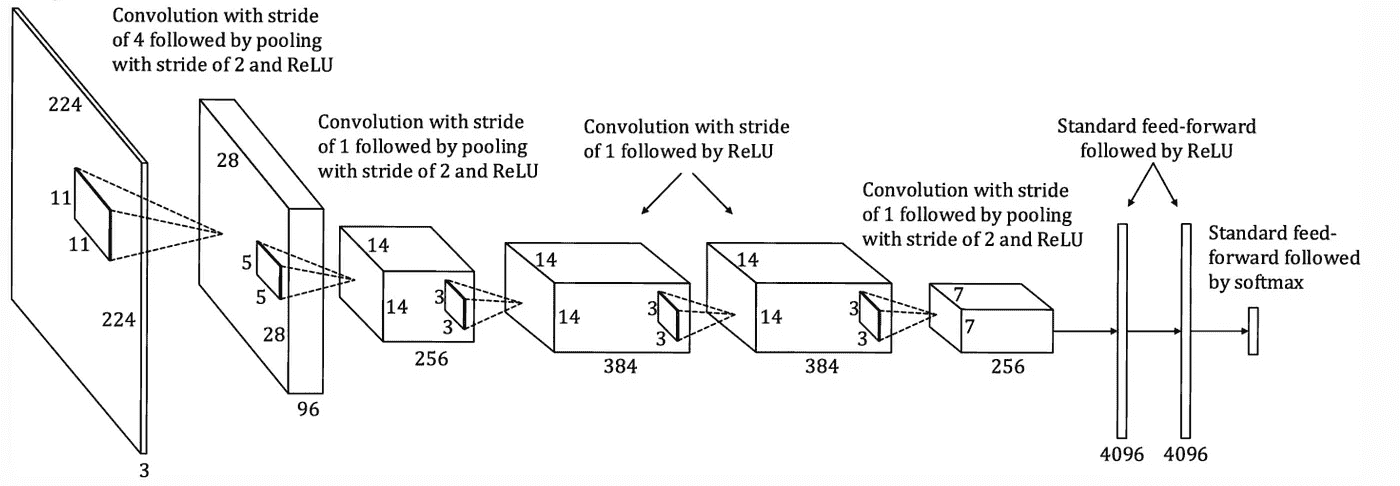 Convolution with stride
of 4 followed by pooling
with stride of 2 and ReLU
224
11
11
224
3
28
5
5
28
96
Convolution with stride
of 1 followed by pooling
with stride of 2 and ReLU
14
14
3
3
256
Convolution with stride
of 1 followed by ReLU
14
14
3
3
384
14
14
3
3
384
Convolution with stride
of 1 followed by pooling
with stride of 2 and ReLU
7
7
256
Standard feed-forward
followed by ReLU
4096
4096
Standard feed-
forward followed
by softmax